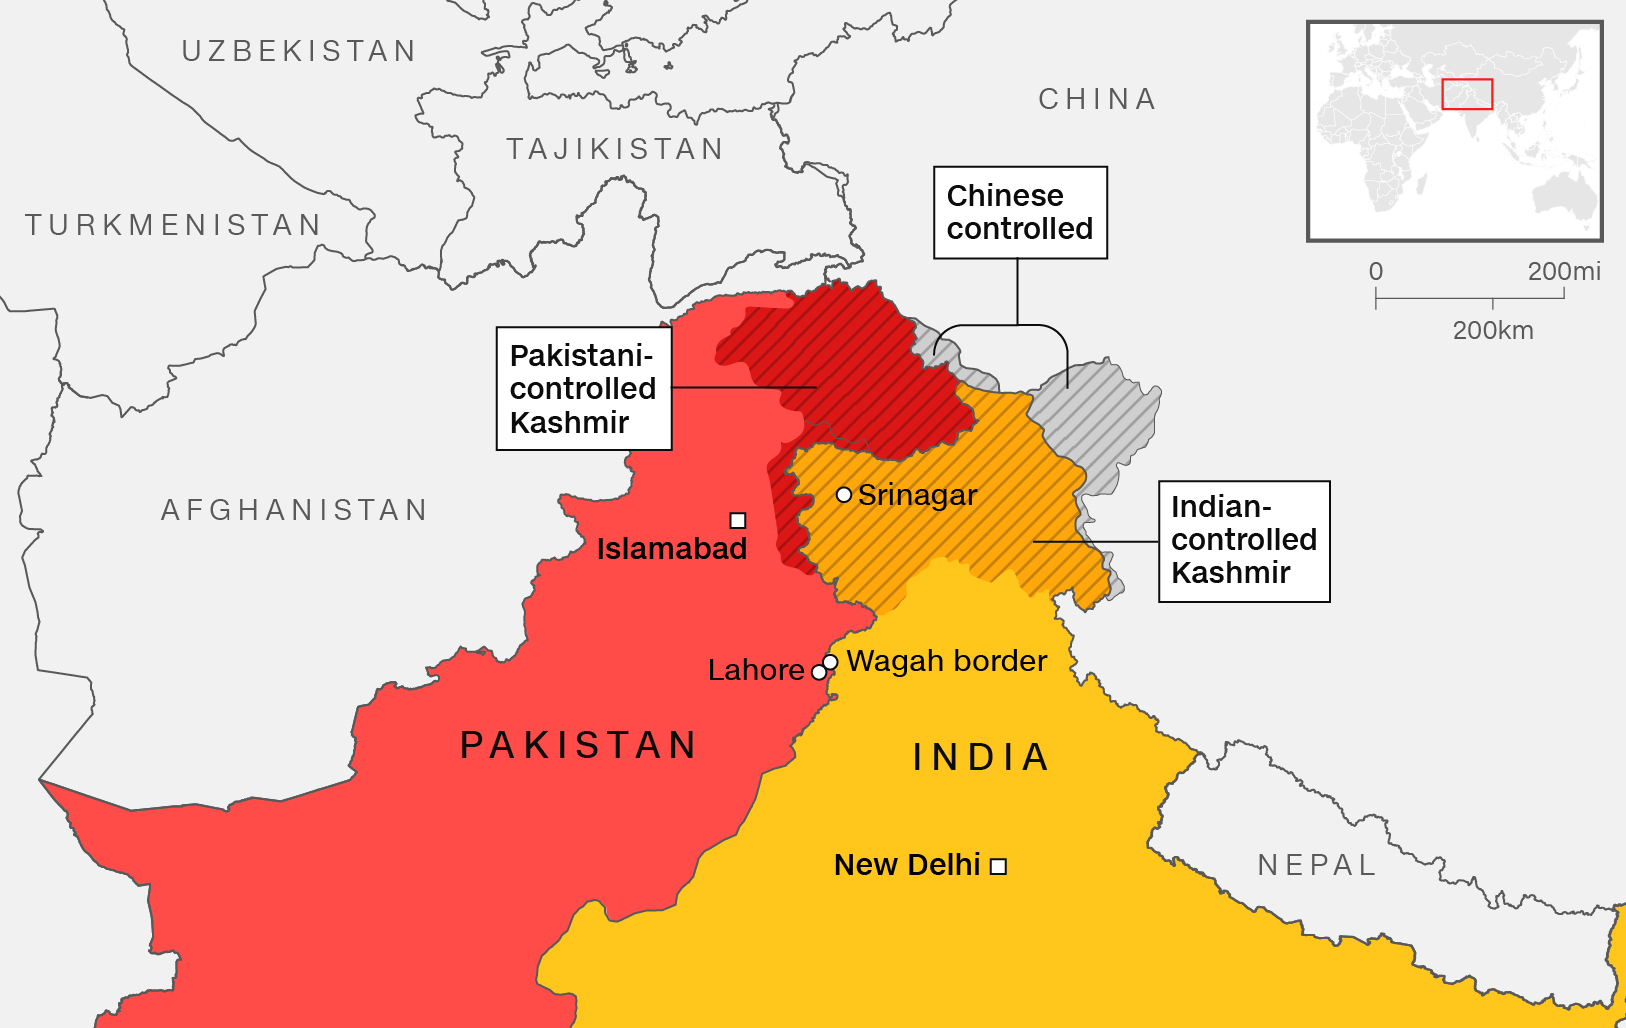 UZBEKISTAN
CHINA
TAJIKISTAN
TURKMENISTAN
Chinese
controlled
0
200mi
200km
Pakistani-
controlled
Kashmir
AFGHANISTAN
Srinagar
Indian-
controlled
Kashmir
Islamabad
Lahore
Wagah border
PAKISTAN
INDIA
New Delhi
NEPAL